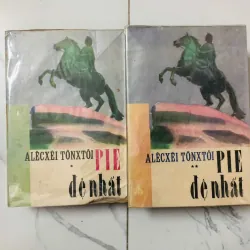 ALÊCXÊI TÔNXTÔI PIE
đệ nhất
ALÊCXÊI TÔNXTÔI PIE
đệ nhất